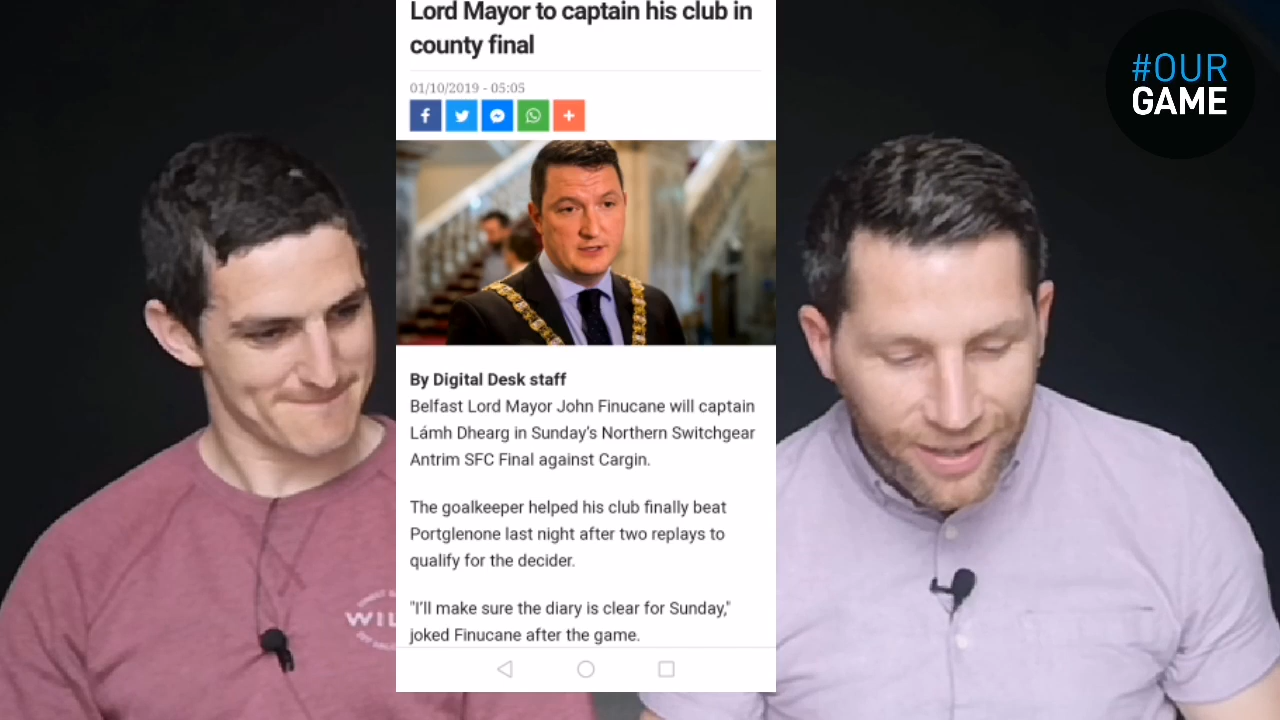 Lord Mayor to captain his club in
county final
#OUR
GAME
01/10/2019 - 05:05
By Digital Desk staff
Belfast Lord Mayor John Finucane will captain
Lámh Dhearg in Sunday's Northern Switchgear
Antrim SFC Final against Cargin.
The goalkeeper helped his club finally beat
Portglenone last night after two replays to
qualify for the decider.
"I'll make sure the diary is clear for Sunday,"
joked Finucane after the game.
WIL